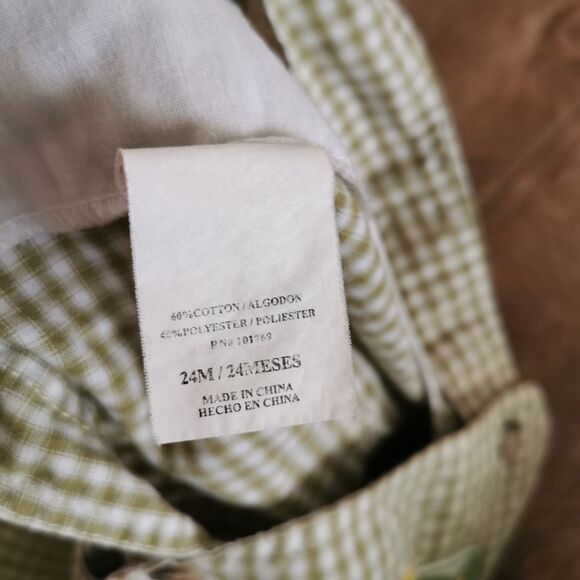 60%COTTON / ALGODON
40%POLYESTER / POLIESTER
RN# 101769
24M / 24MESES
MADE IN CHINA
HECHO EN CHINA